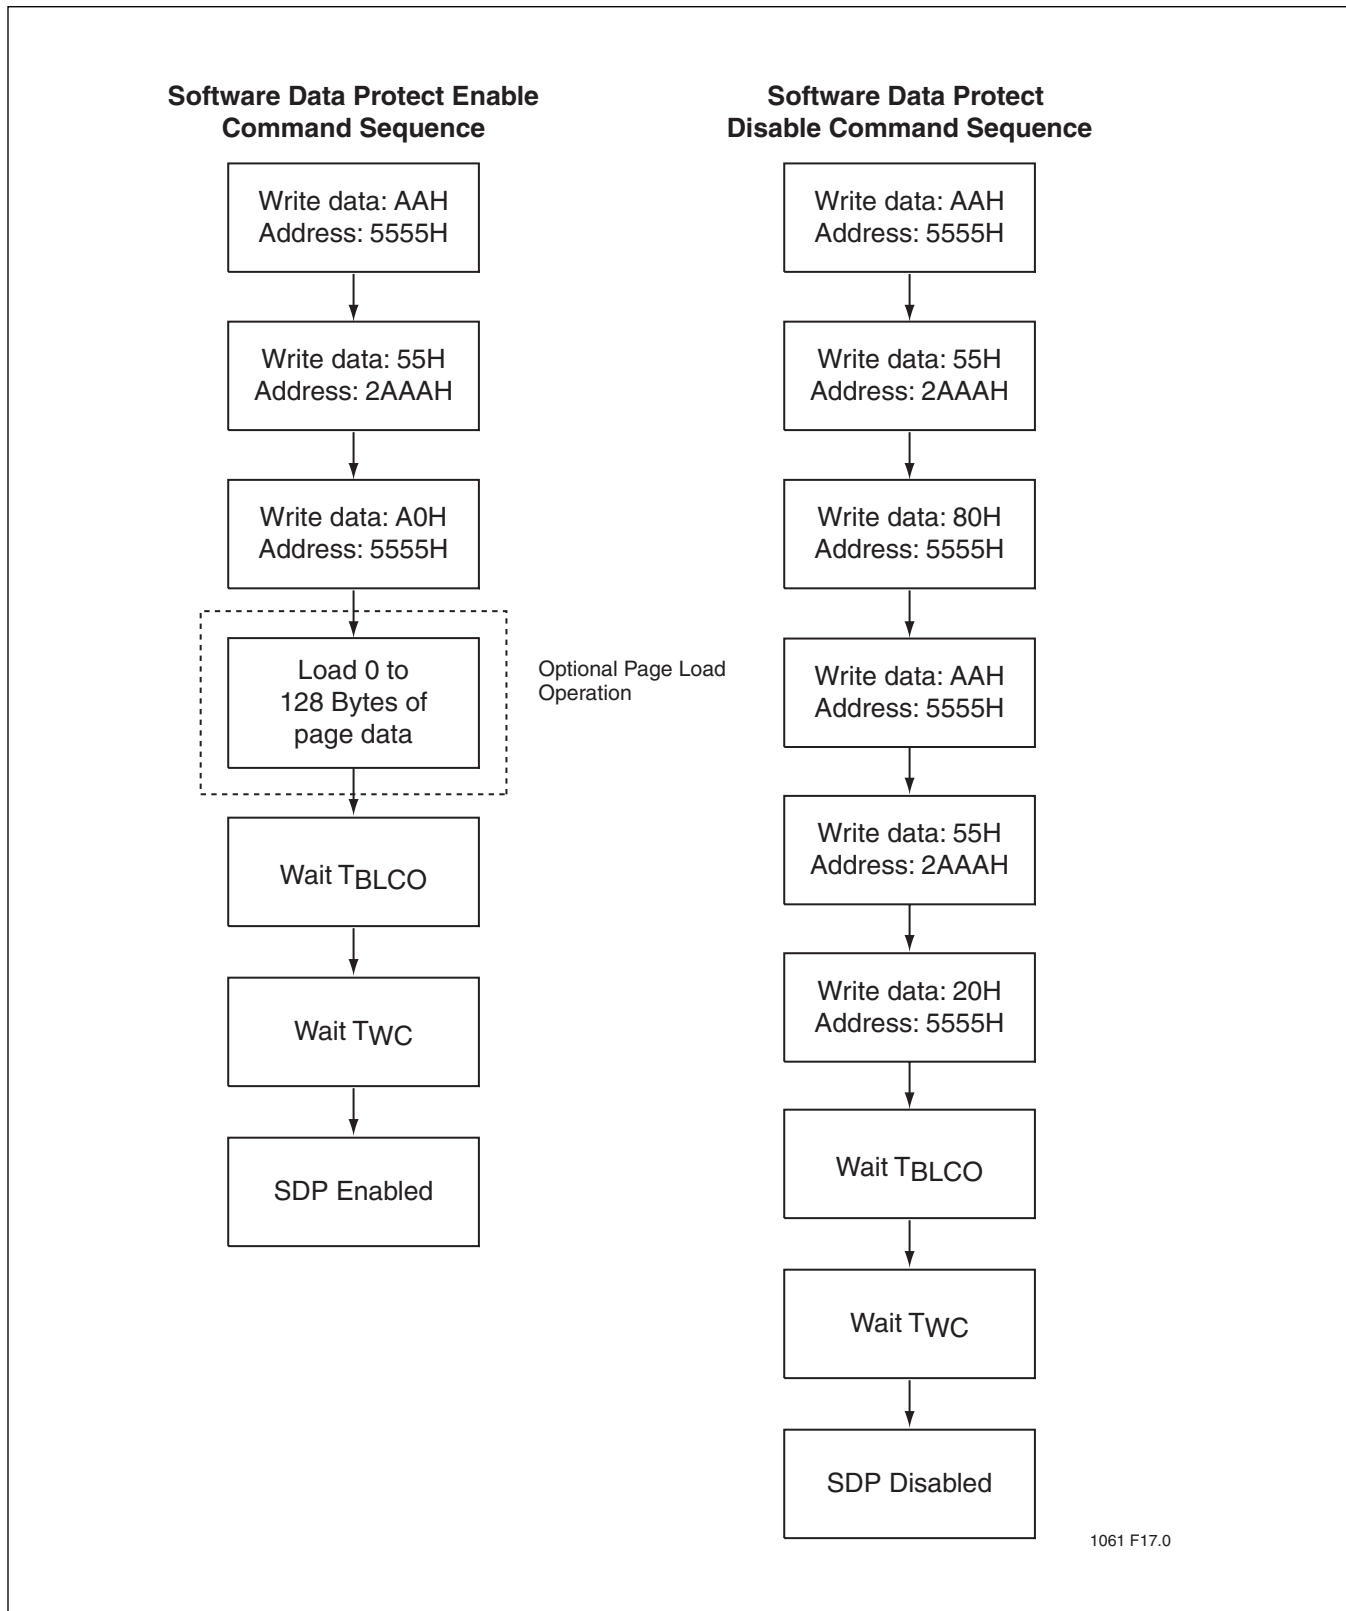 Software Data Protect Enable
Command Sequence
Write data: AAH
Address: 5555H
Write data: 55H
Address: 2AAAH
Write data: A0H
Address: 5555H
Load 0 to
128 Bytes of
page data
Optional Page Load
Operation
Wait TBLCO
Wait TWC
SDP Enabled
Software Data Protect
Disable Command Sequence
Write data: AAH
Address: 5555H
Write data: 55H
Address: 2AAAH
Write data: 80H
Address: 5555H
Write data: AAH
Address: 5555H
Write data: 55H
Address: 2AAAH
Write data: 20H
Address: 5555H
Wait TBLCO
Wait TWC
SDP Disabled
1061 F17.0